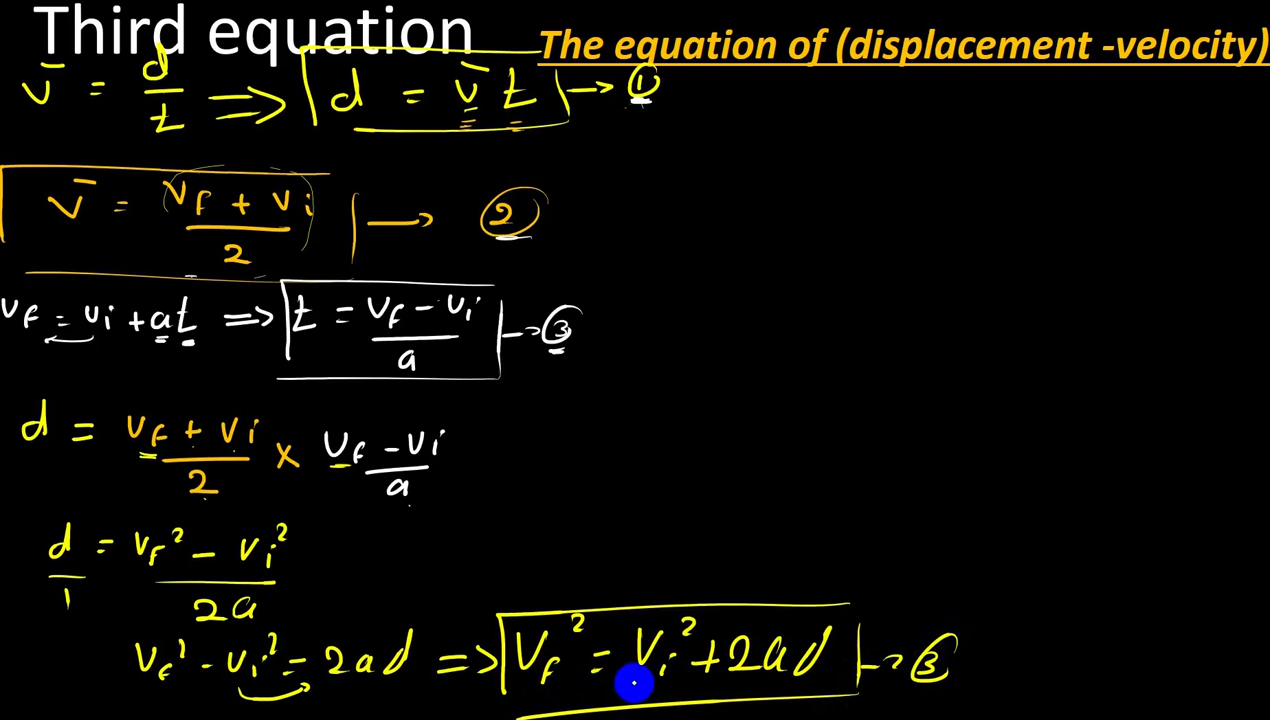 Third equation
The equation of (displacement -velocity)
v̄ = d/t ⟹ d = v̄ t → ①
v̄ = (vf + vi)/2 → ②
vf = vi + at ⟹ t = (vf - vi)/a → ③
d = (vf + vi)/2 × (vf - vi)/a
d/1 = (vf² - vi²)/2a
vf² - vi² = 2ad ⟹ vf² = vi² + 2ad → ③